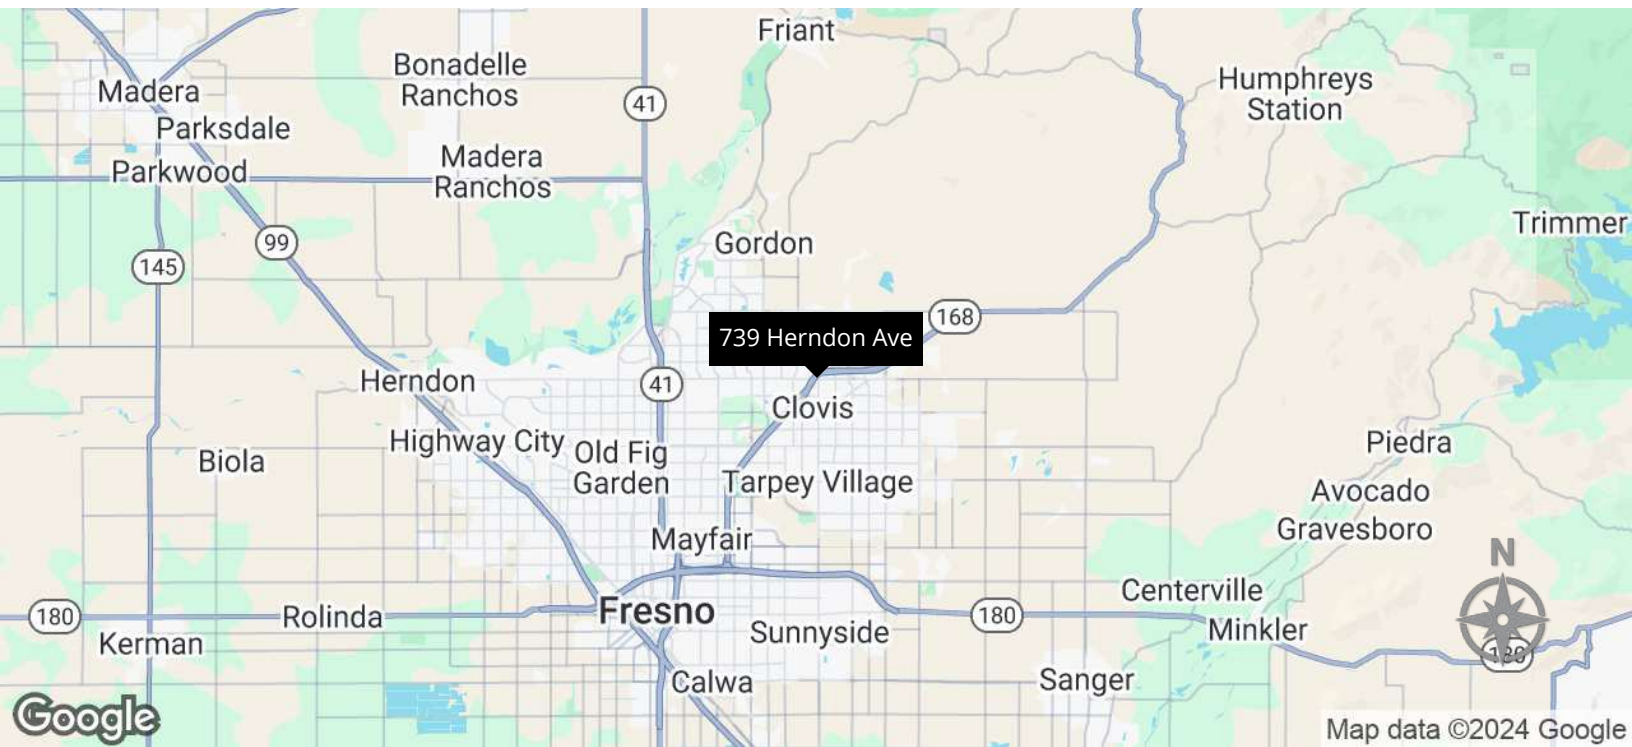 Friant
Bonadelle
Ranchos
Humphreys
Station
Madera
41
Parksdale
Madera
Ranchos
Parkwood
Trimmer
Gordon
99
145
168
739 Herndon Ave
Herndon
41
Clovis
Highway City
Old Fig
Garden
Piedra
Biola
Tarpey Village
Avocado
Gravesboro
Mayfair
N
Centerville
180
Rolinda
Fresno
180
Sunnyside
Minkler
Kerman
180
Calwa
Sanger
Google
Map data ©2024 Google